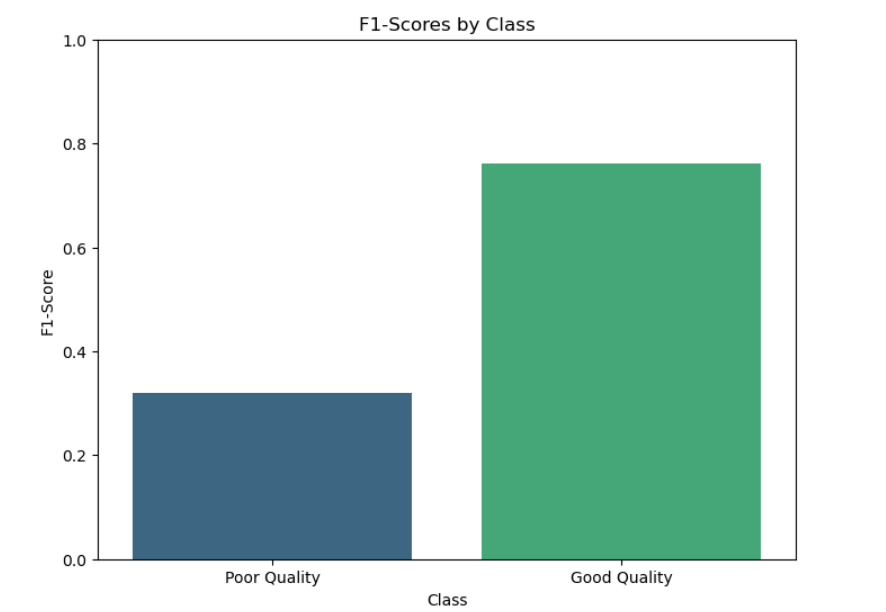 F1-Scores by Class
1.0
0.8
0.6
0.4
0.2
0.0
F1-Score
Poor Quality Good Quality
Class